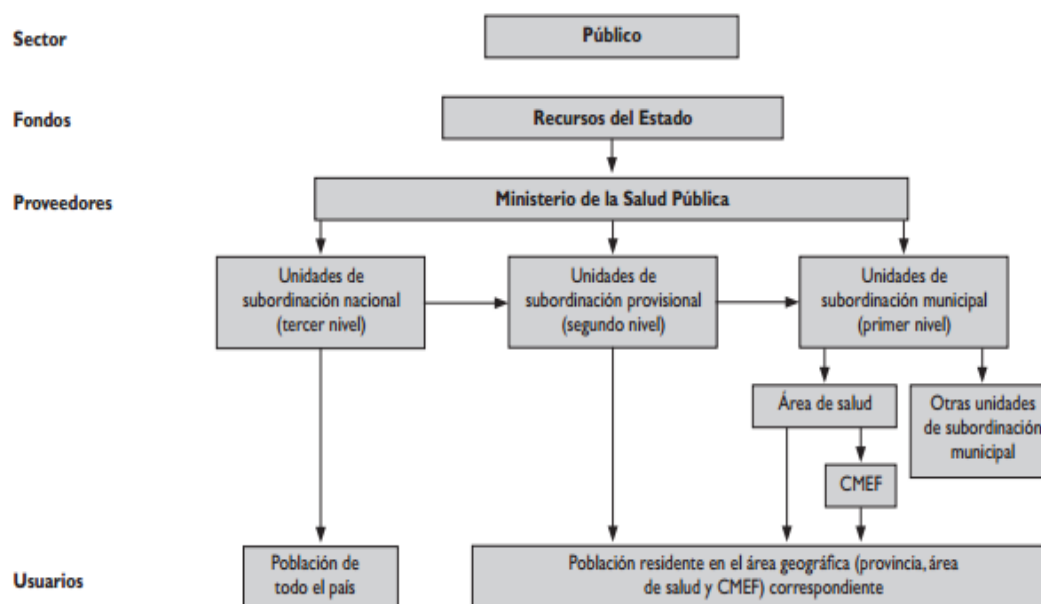 Sector
Público
Fondos
Recursos del Estado
Proveedores
Ministerio de la Salud Pública
Unidades de
subordinación nacional
(tercer nivel)
Unidades de
subordinación provisional
(segundo nivel)
Unidades de
subordinación municipal
(primer nivel)
Área de salud
Otras unidades
de subordinación
municipal
CMEF
Usuarios
Población de
todo el país
Población residente en el área geográfica (provincia, área
de salud y CMEF) correspondiente